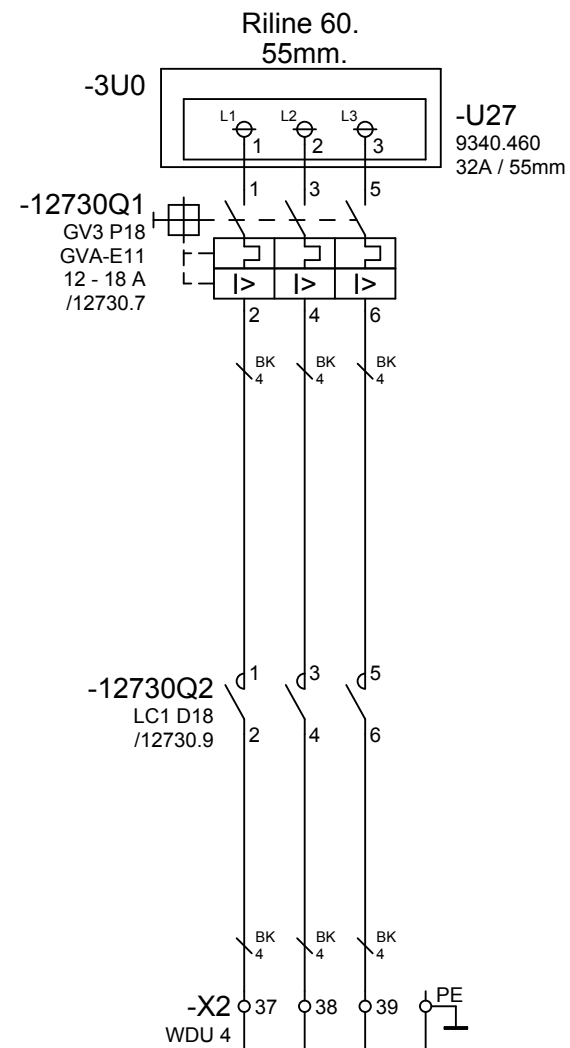 Riline 60.
55mm.
-3U0
L1 L2 L3
1 2 3
-U27
9340.460
32A / 55mm
1 3 5
-12730Q1
GV3 P18
GVA-E11
12 - 18 A
/12730.7
I> I> I>
2 4 6
BK BK BK
4 4 4
1 3 5
-12730Q2
LC1 D18
/12730.9
2 4 6
BK BK BK
4 4 4
-X2 37 38 39 PE
WDU 4